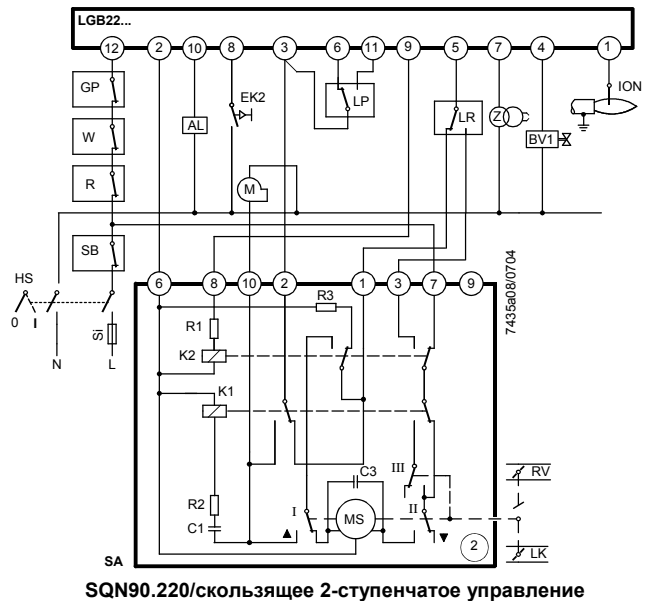 LGB22...
12 2 10 8 3 6 11 9 5 7 4 1
GP
EK2
LP
ION
W
AL
LR
Z
BV1
R
M
SB
HS
0 I
Si
N L
6 8 10 2 1 3 7 9
7435a08/0704
R3
R1
K2
K1
III
C3
RV
R2
C1
I
MS
II
2
SA
LK
SQN90.220/скользящее 2-ступенчатое управление